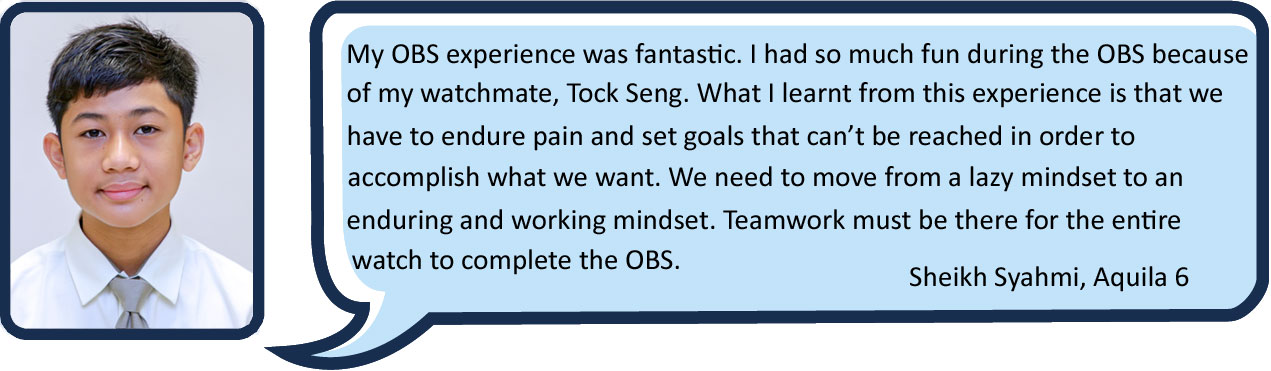 My OBS experience was fantastic. I had so much fun during the OBS because
of my watchmate, Tock Seng. What I learnt from this experience is that we
have to endure pain and set goals that can’t be reached in order to
accomplish what we want. We need to move from a lazy mindset to an
enduring and working mindset. Teamwork must be there for the entire
watch to complete the OBS.
Sheikh Syahmi, Aquila 6